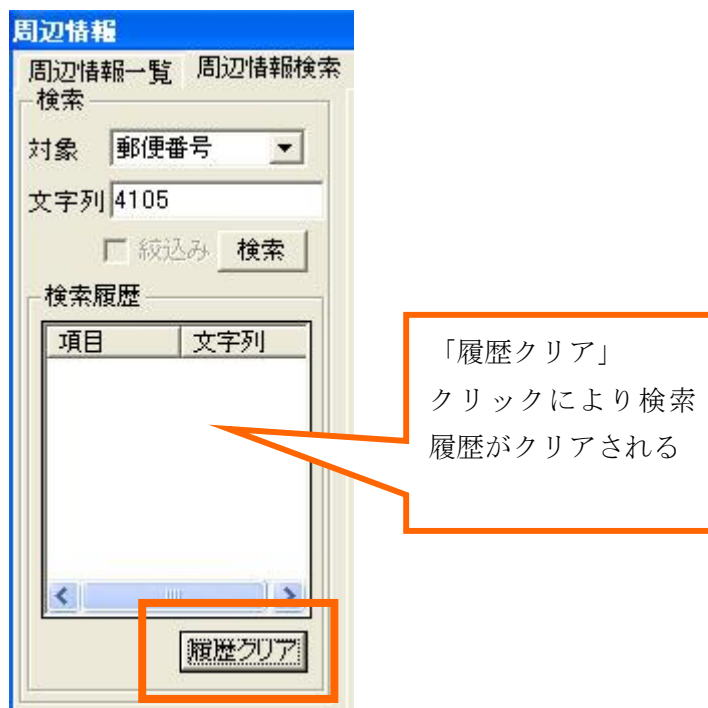 周辺情報
周辺情報一覧 周辺情報検索
検索
対象 郵便番号
文字列 4105
絞込み 検索
検索履歴
項目 文字列
履歴クリア
「履歴クリア」
クリックにより検索
履歴がクリアされる